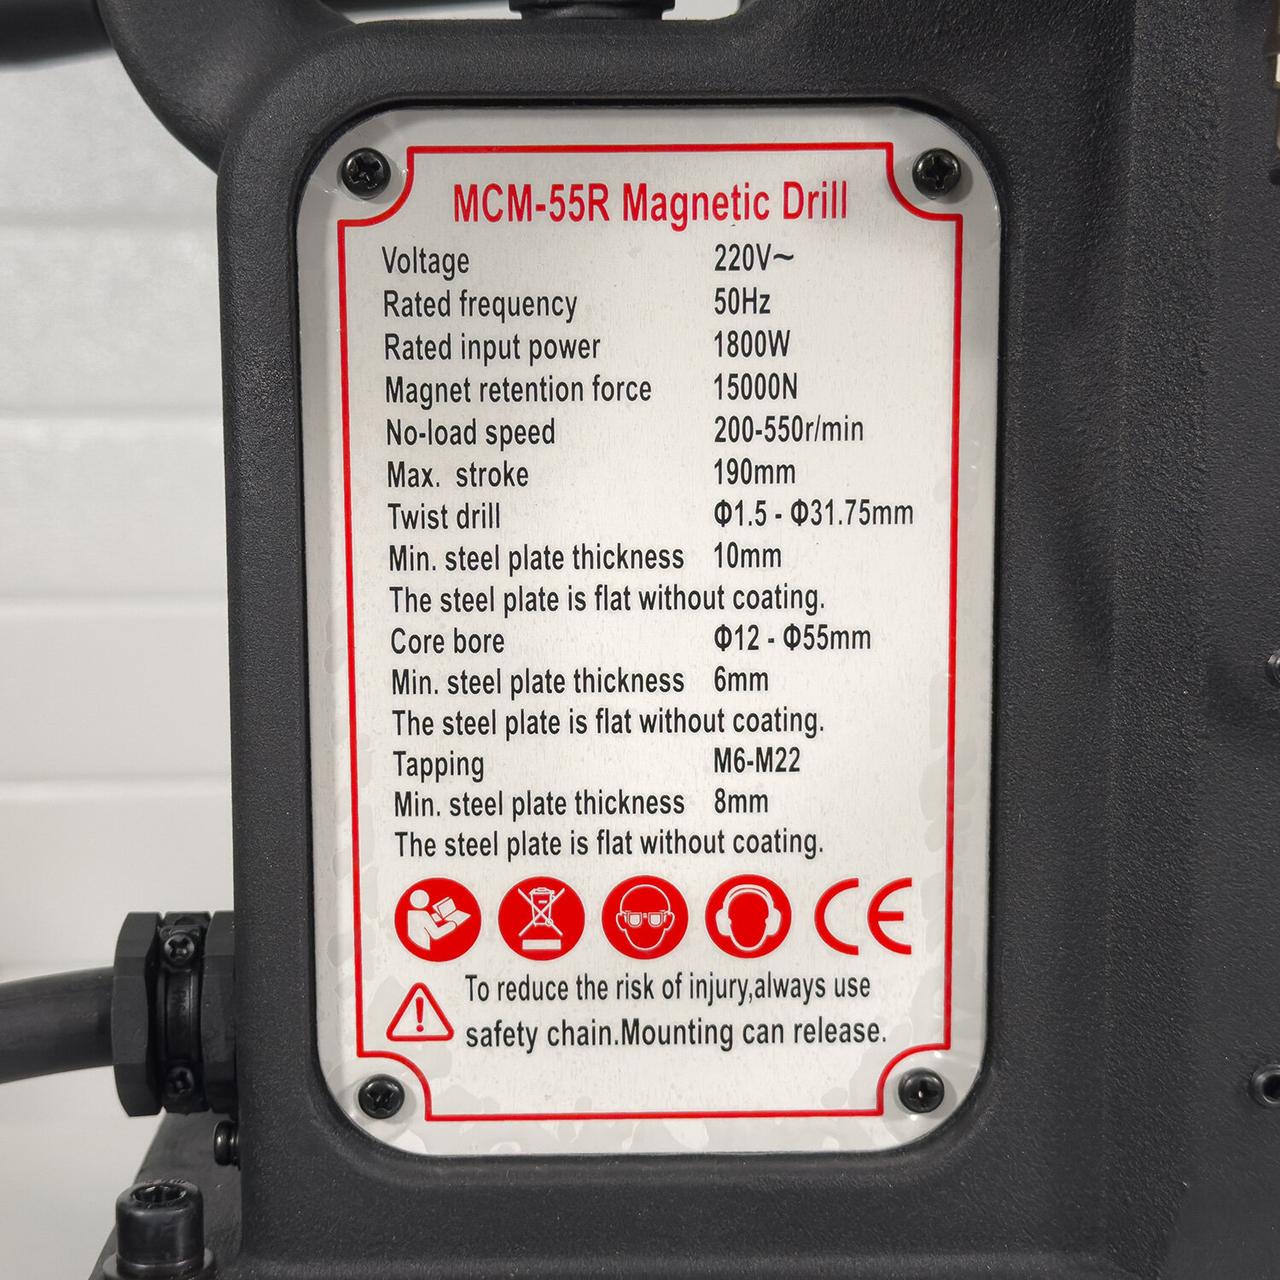 MCM-55R Magnetic Drill
Voltage 220V~
Rated frequency 50Hz
Rated input power 1800W
Magnet retention force 15000N
No-load speed 200-550r/min
Max. stroke 190mm
Twist drill Φ1.5 - Φ31.75mm
Min. steel plate thickness 10mm
The steel plate is flat without coating.
Core bore Φ12 - Φ55mm
Min. steel plate thickness 6mm
The steel plate is flat without coating.
Tapping M6-M22
Min. steel plate thickness 8mm
The steel plate is flat without coating.
CE
To reduce the risk of injury,always use
safety chain.Mounting can release.